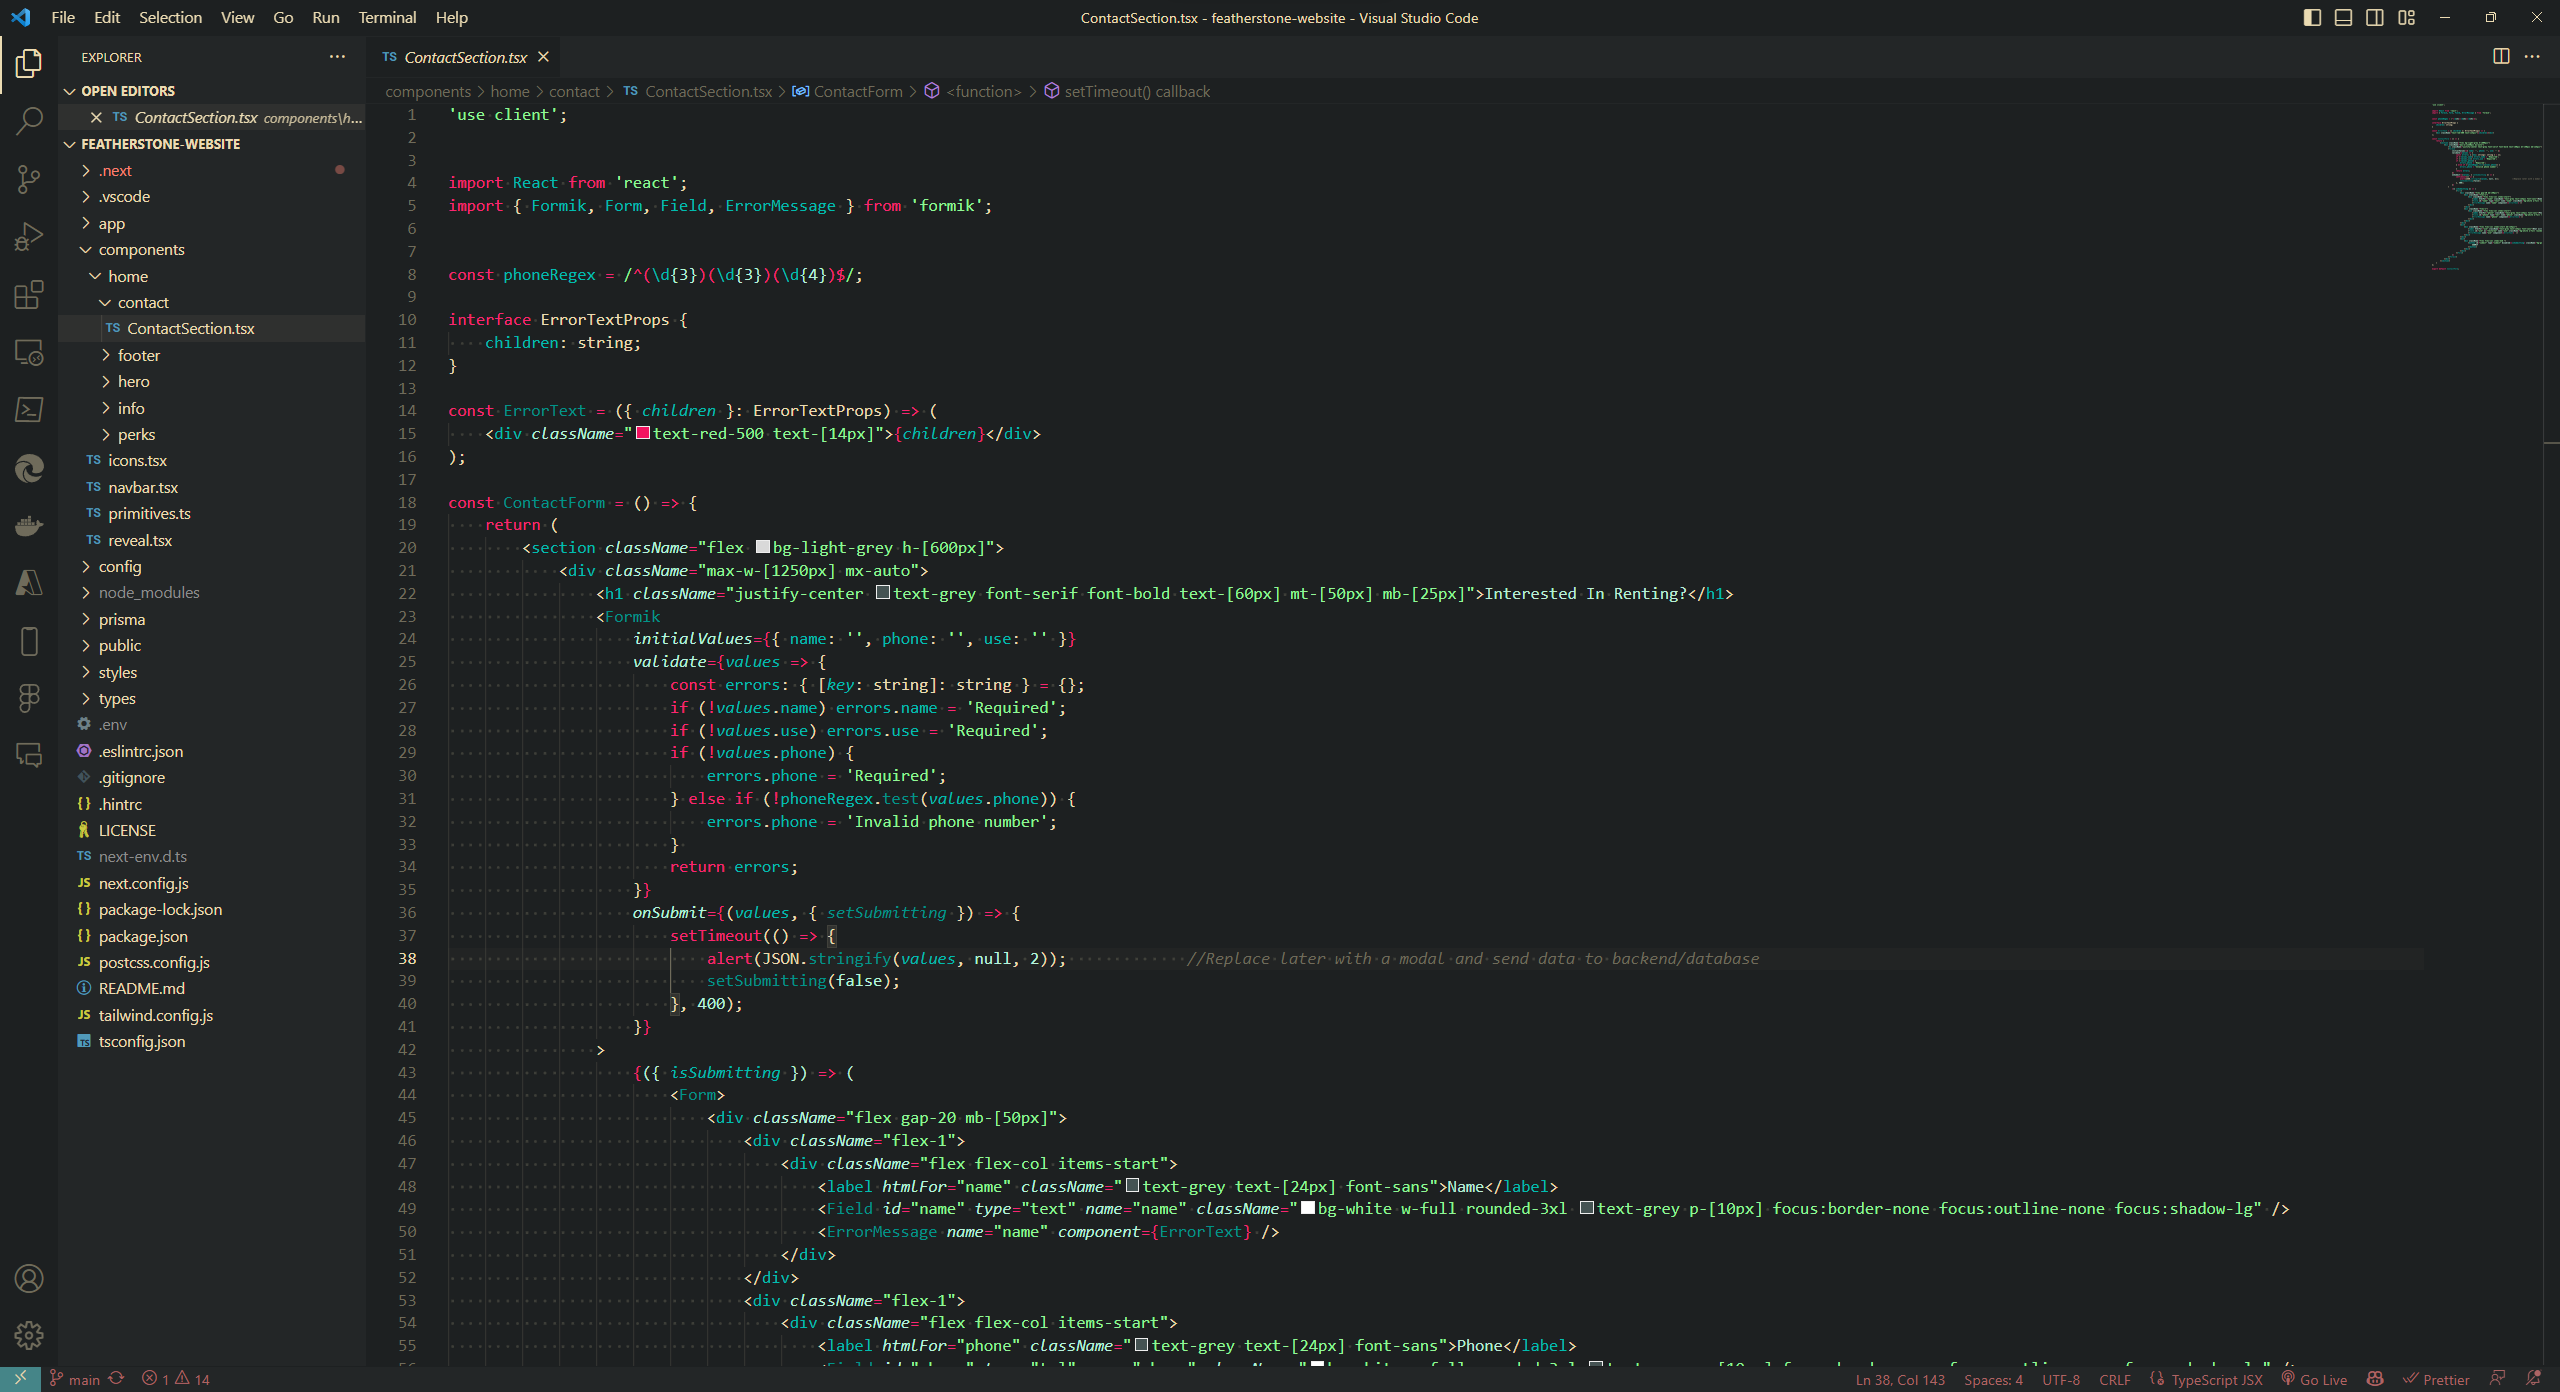 File Edit Selection View Go Run Terminal Help
ContactSection.tsx - featherstone-website - Visual Studio Code
EXPLORER
OPEN EDITORS
TS ContactSection.tsx components\h...
FEATHERSTONE-WEBSITE
.next
.vscode
app
components
home
contact
TS ContactSection.tsx
footer
hero
info
perks
TS icons.tsx
TS navbar.tsx
TS primitives.ts
TS reveal.tsx
config
node_modules
prisma
public
styles
types
.env
.eslintrc.json
.gitignore
{} .hintrc
LICENSE
TS next-env.d.ts
JS next.config.js
{} package-lock.json
{} package.json
JS postcss.config.js
README.md
JS tailwind.config.js
TS tsconfig.json
TS ContactSection.tsx
components > home > contact > TS ContactSection.tsx > ContactForm > <function> > setTimeout() callback
1 'use client';
2
3
4 import React from 'react';
5 import { Formik, Form, Field, ErrorMessage } from 'formik';
6
7
8 const phoneRegex = /^(\d{3})(\d{3})(\d{4})$/;
9
10 interface ErrorTextProps {
11 children: string;
12 }
13
14 const ErrorText = ({ children }: ErrorTextProps) => (
15 <div className="text-red-500 text-[14px]">{children}</div>
16 );
17
18 const ContactForm = () => {
19 return (
20 <section className="flex bg-light-grey h-[600px]">
21 <div className="max-w-[1250px] mx-auto">
22 <h1 className="justify-center text-grey font-serif font-bold text-[60px] mt-[50px] mb-[25px]">Interested In Renting?</h1>
23 <Formik
24 initialValues={{ name: '', phone: '', use: '' }}
25 validate={values => {
26 const errors: { [key: string]: string } = {};
27 if (!values.name) errors.name = 'Required';
28 if (!values.use) errors.use = 'Required';
29 if (!values.phone) {
30 errors.phone = 'Required';
31 } else if (!phoneRegex.test(values.phone)) {
32 errors.phone = 'Invalid phone number';
33 }
34 return errors;
35 }}
36 onSubmit={(values, { setSubmitting }) => {
37 setTimeout(() => {
38 alert(JSON.stringify(values, null, 2)); //Replace later with a modal and send data to backend/database
39 setSubmitting(false);
40 }, 400);
41 }}
42 >
43 {({ isSubmitting }) => (
44 <Form>
45 <div className="flex gap-20 mb-[50px]">
46 <div className="flex-1">
47 <div className="flex flex-col items-start">
48 <label htmlFor="name" className="text-grey text-[24px] font-sans">Name</label>
49 <Field id="name" type="text" name="name" className="bg-white w-full rounded-3xl text-grey p-[10px] focus:border-none focus:outline-none focus:shadow-lg" />
50 <ErrorMessage name="name" component={ErrorText} />
51 </div>
52 </div>
53 <div className="flex-1">
54 <div className="flex flex-col items-start">
55 <label htmlFor="phone" className="text-grey text-[24px] font-sans">Phone</label>
main 1 14
Ln 38, Col 143 Spaces: 4 UTF-8 CRLF {} TypeScript JSX Go Live Prettier